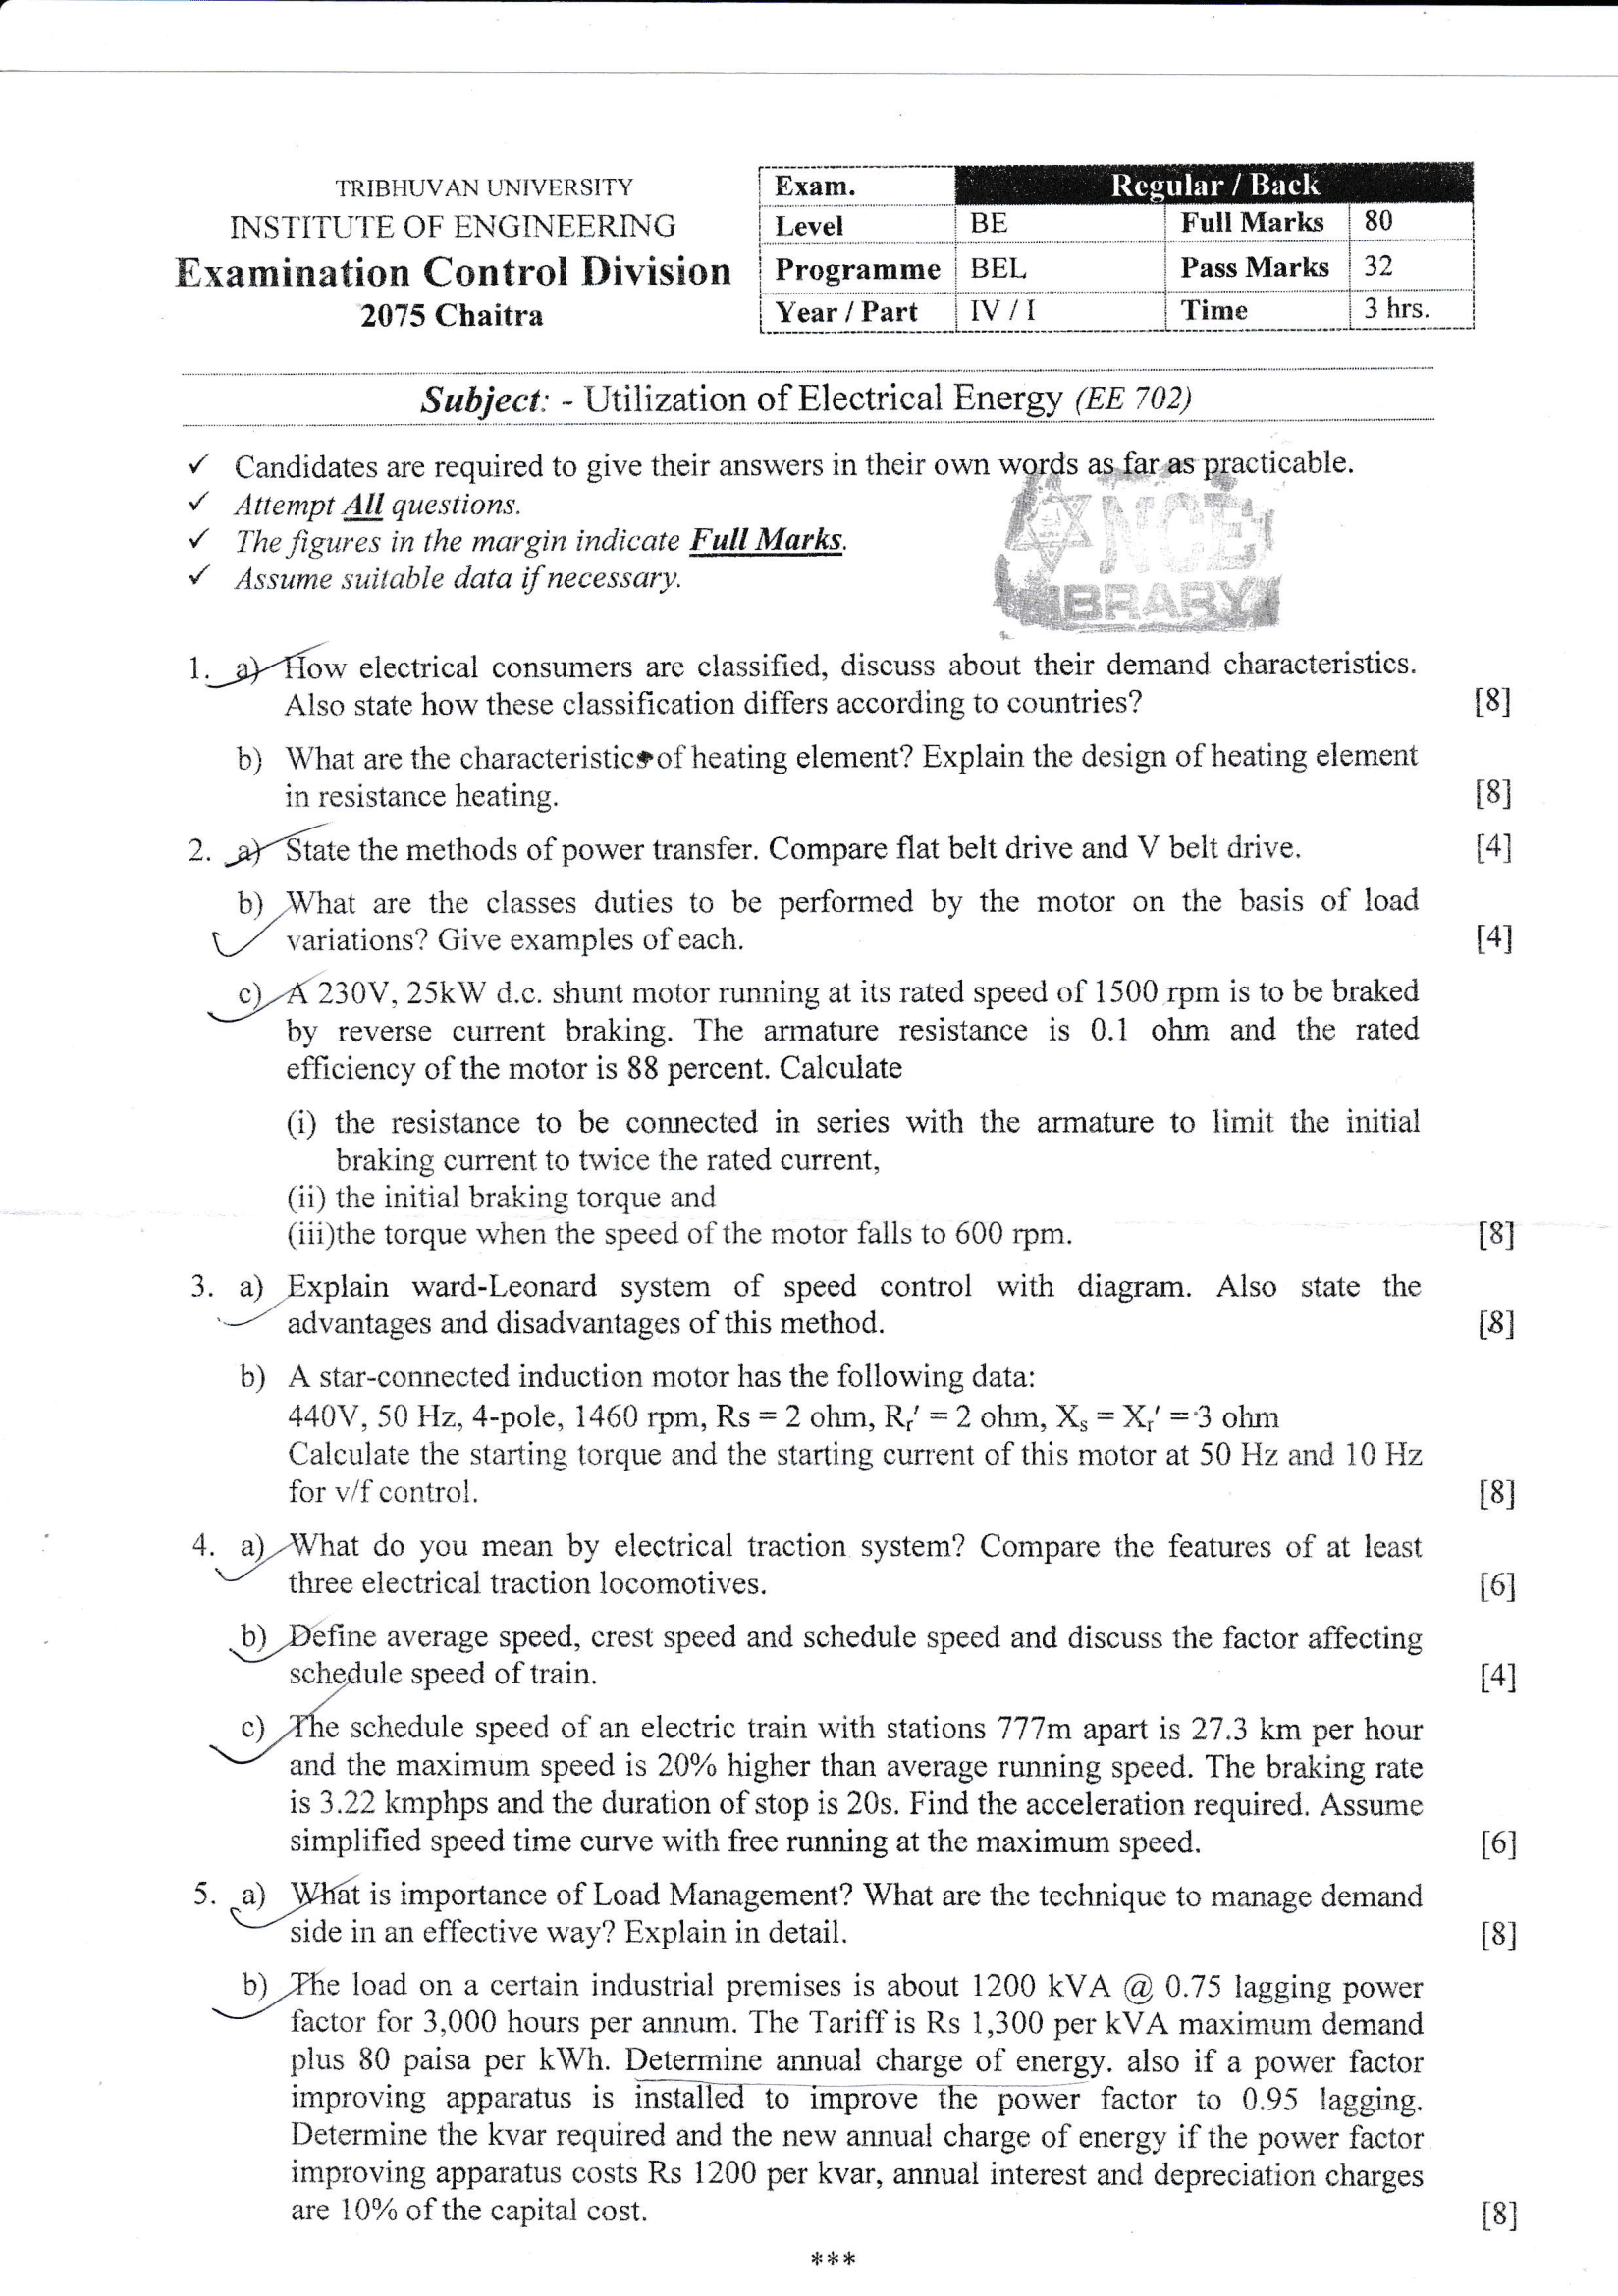 TRIBHUVAN UNIVERSITY
INSTITUTE OF ENGINEERING
Examination Control Division
2075 Chaitra
Exam. Regular / Back
Level BE Full Marks 80
Programme BEL Pass Marks 32
Year / Part IV / I Time 3 hrs.
Subject: - Utilization of Electrical Energy (EE 702)
✓ Candidates are required to give their answers in their own words as far as practicable.
✓ Attempt All questions.
✓ The figures in the margin indicate Full Marks.
✓ Assume suitable data if necessary.
NCE
LIBRARY
1. a) How electrical consumers are classified, discuss about their demand characteristics.
Also state how these classification differs according to countries? [8]
b) What are the characteristics of heating element? Explain the design of heating element
in resistance heating. [8]
2. a) State the methods of power transfer. Compare flat belt drive and V belt drive. [4]
b) What are the classes duties to be performed by the motor on the basis of load
variations? Give examples of each. [4]
c) A 230V, 25kW d.c. shunt motor running at its rated speed of 1500 rpm is to be braked
by reverse current braking. The armature resistance is 0.1 ohm and the rated
efficiency of the motor is 88 percent. Calculate
(i) the resistance to be connected in series with the armature to limit the initial
braking current to twice the rated current,
(ii) the initial braking torque and
(iii)the torque when the speed of the motor falls to 600 rpm. [8]
3. a) Explain ward-Leonard system of speed control with diagram. Also state the
advantages and disadvantages of this method. [8]
b) A star-connected induction motor has the following data:
440V, 50 Hz, 4-pole, 1460 rpm, Rs = 2 ohm, Rr′ = 2 ohm, Xs = Xr′ = 3 ohm
Calculate the starting torque and the starting current of this motor at 50 Hz and 10 Hz
for v/f control. [8]
4. a) What do you mean by electrical traction system? Compare the features of at least
three electrical traction locomotives. [6]
b) Define average speed, crest speed and schedule speed and discuss the factor affecting
schedule speed of train. [4]
c) The schedule speed of an electric train with stations 777m apart is 27.3 km per hour
and the maximum speed is 20% higher than average running speed. The braking rate
is 3.22 kmphps and the duration of stop is 20s. Find the acceleration required. Assume
simplified speed time curve with free running at the maximum speed. [6]
5. a) What is importance of Load Management? What are the technique to manage demand
side in an effective way? Explain in detail. [8]
b) The load on a certain industrial premises is about 1200 kVA @ 0.75 lagging power
factor for 3,000 hours per annum. The Tariff is Rs 1,300 per kVA maximum demand
plus 80 paisa per kWh. Determine annual charge of energy. also if a power factor
improving apparatus is installed to improve the power factor to 0.95 lagging.
Determine the kvar required and the new annual charge of energy if the power factor
improving apparatus costs Rs 1200 per kvar, annual interest and depreciation charges
are 10% of the capital cost. [8]
***